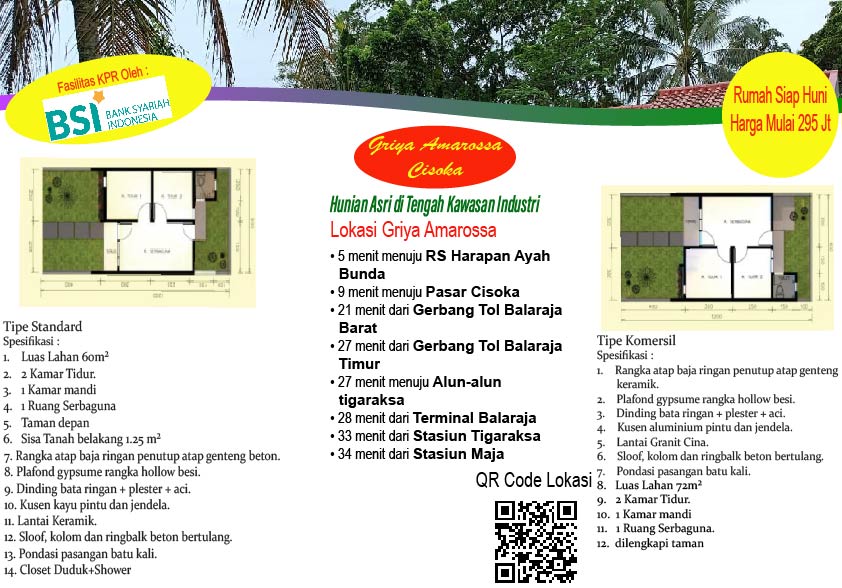 Fasilitas KPR Oleh :
BSI BANK SYARIAH
INDONESIA
Rumah Siap Huni
Harga Mulai 295 Jt
Griya Amarossa
Cisoka
Hunian Asri di Tengah Kawasan Industri
Lokasi Griya Amarossa
• 5 menit menuju RS Harapan Ayah
Bunda
• 9 menit menuju Pasar Cisoka
• 21 menit dari Gerbang Tol Balaraja
Barat
• 27 menit dari Gerbang Tol Balaraja
Timur
• 27 menit menuju Alun-alun
tigaraksa
• 28 menit dari Terminal Balaraja
• 33 menit dari Stasiun Tigaraksa
• 34 menit dari Stasiun Maja
QR Code Lokasi
Tipe Standard
Spesifikasi :
1. Luas Lahan 60m²
2. 2 Kamar Tidur.
3. 1 Kamar mandi
4. 1 Ruang Serbaguna
5. Taman depan
6. Sisa Tanah belakang 1.25 m²
7. Rangka atap baja ringan penutup atap genteng beton.
8. Plafond gypsume rangka hollow besi.
9. Dinding bata ringan + plester + aci.
10. Kusen kayu pintu dan jendela.
11. Lantai Keramik.
12. Sloof, kolom dan ringbalk beton bertulang.
13. Pondasi pasangan batu kali.
14. Closet Duduk+Shower
Tipe Komersil
Spesifikasi :
1. Rangka atap baja ringan penutup atap genteng
keramik.
2. Plafond gypsume rangka hollow besi.
3. Dinding bata ringan + plester + aci.
4. Kusen aluminium pintu dan jendela.
5. Lantai Granit Cina.
6. Sloof, kolom dan ringbalk beton bertulang.
7. Pondasi pasangan batu kali.
8. Luas Lahan 72m²
9. 2 Kamar Tidur.
10. 1 Kamar mandi
11. 1 Ruang Serbaguna.
12. dilengkapi taman